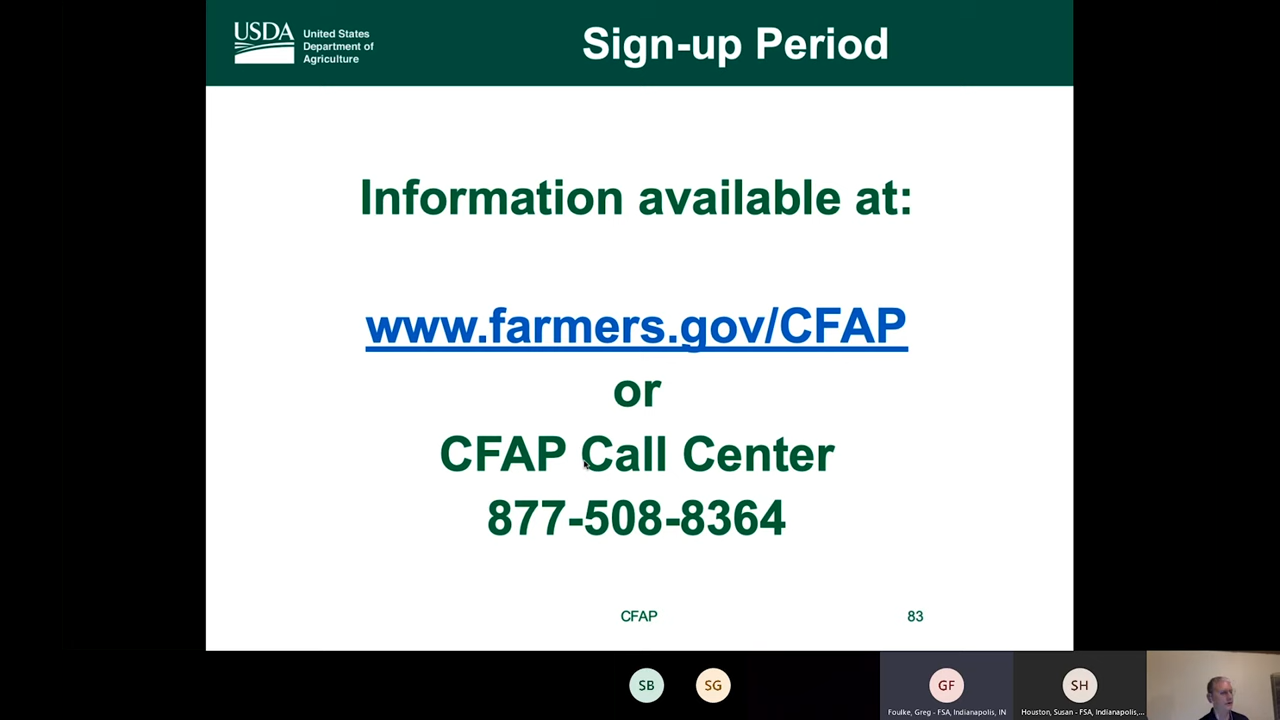 USDA
United States
Department of
Agriculture
Sign-up Period
Information available at:
www.farmers.gov/CFAP
or
CFAP Call Center
877-508-8364
CFAP
83
SB
SG
GF
SH
Foulke, Greg - FSA, Indianapolis, IN
Houston, Susan - FSA, Indianapolis,...